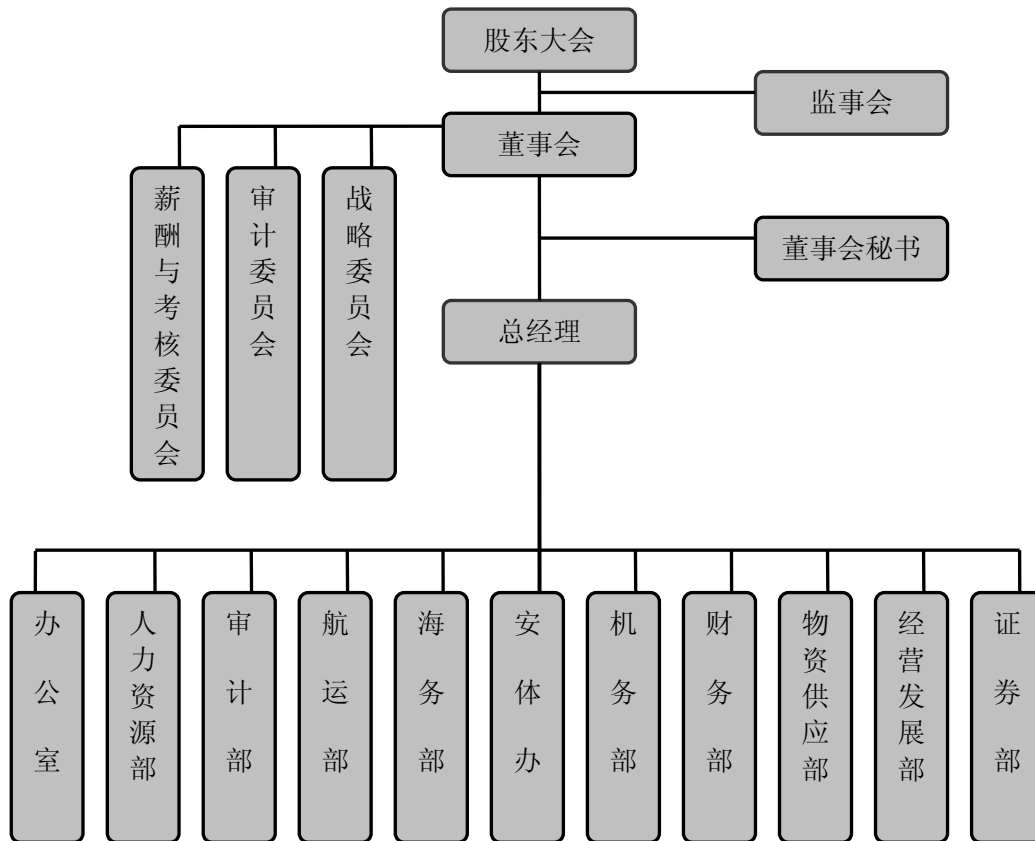 股东大会
监事会
董事会
薪酬与考核委员会
审计委员会
战略委员会
董事会秘书
总经理
办公室
人力资源部
审计部
航运部
海务部
安体办
机务部
财务部
物资供应部
经营发展部
证券部